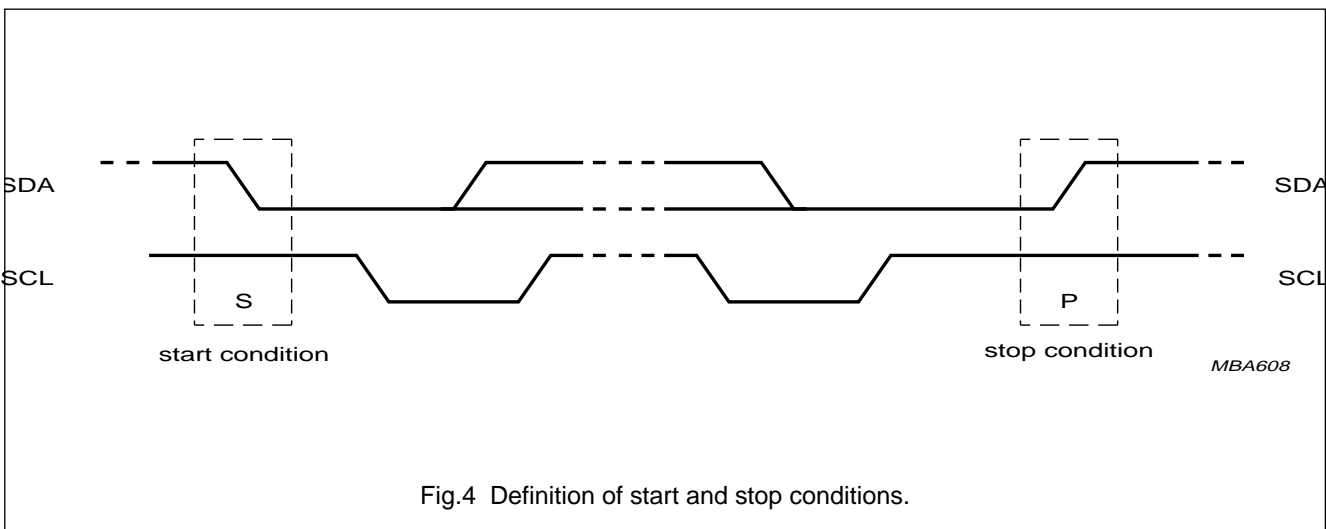 SDA
SDA
SCL
SCL
S
P
start condition
stop condition
MBA608
Fig.4 Definition of start and stop conditions.